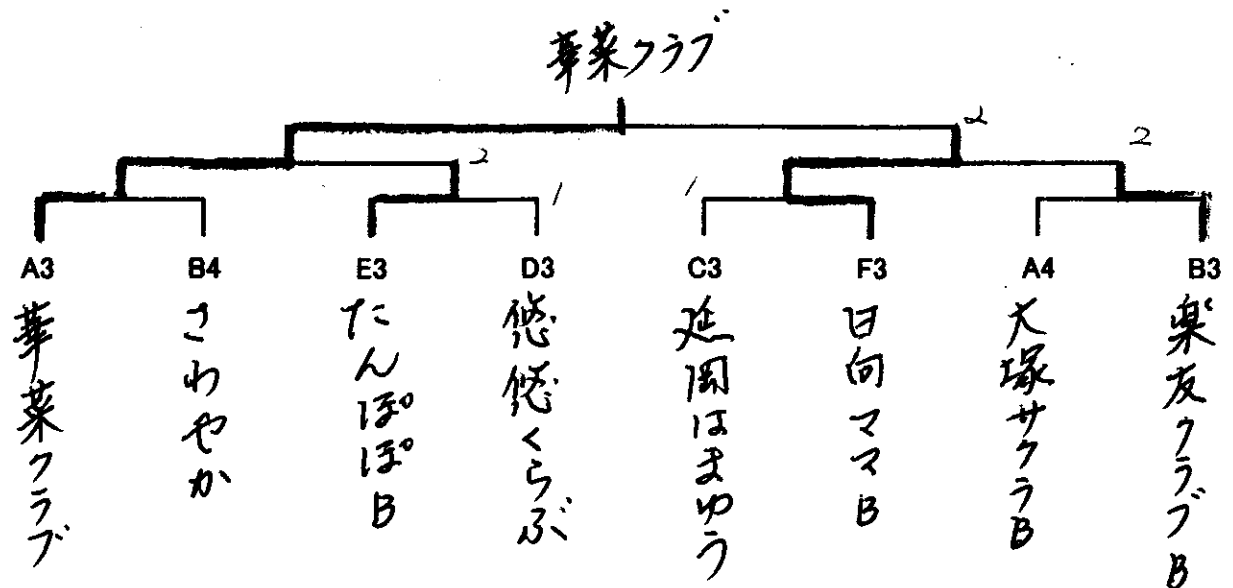 華菜クラブ
2
2
2
1
1
A3
B4
E3
D3
C3
F3
A4
B3
華菜クラブ
さわやか
たんぽぽB
悠悠くらぶ
延岡はまゆう
日向ママB
大塚サクラB
楽友クラブB